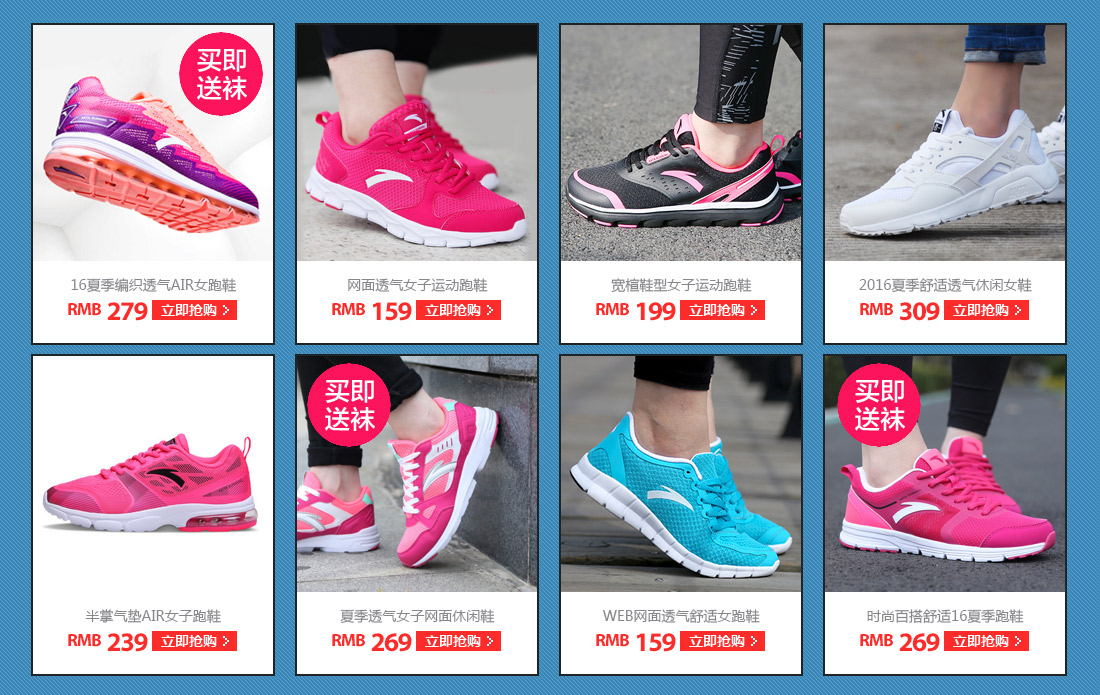 买即
送袜
16夏季编织透气AIR女跑鞋
RMB 279 立即抢购
网面透气女子运动跑鞋
RMB 159 立即抢购
宽楦鞋型女子运动跑鞋
RMB 199 立即抢购
2016夏季舒适透气休闲女鞋
RMB 309 立即抢购
半掌气垫AIR女子跑鞋
RMB 239 立即抢购
买即
送袜
夏季透气女子网面休闲鞋
RMB 269 立即抢购
WEB网面透气舒适女跑鞋
RMB 159 立即抢购
买即
送袜
时尚百搭舒适16夏季跑鞋
RMB 269 立即抢购